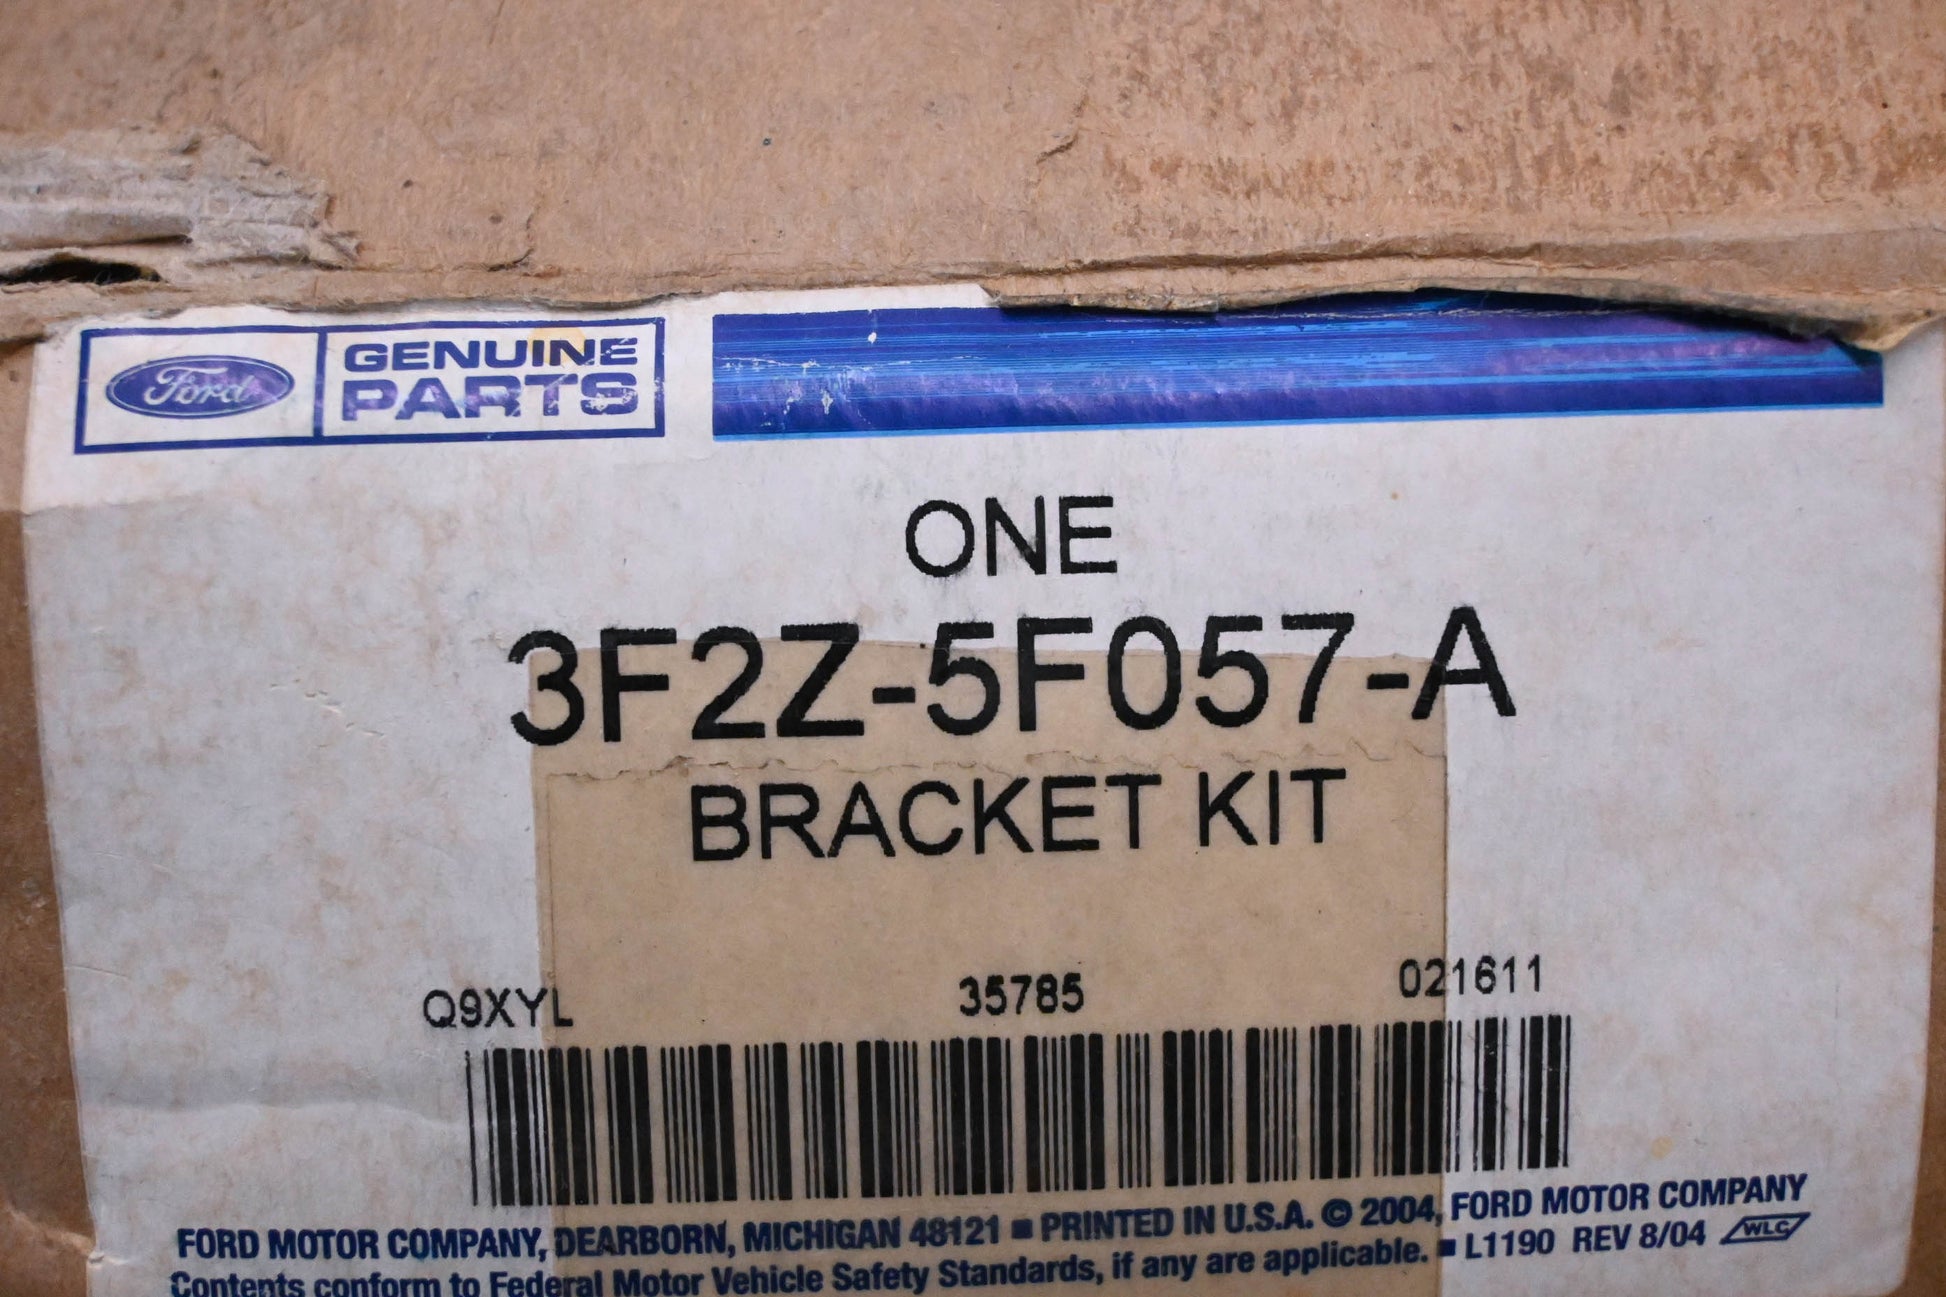 Ford GENUINE
PARTS
ONE
3F2Z-5F057-A
BRACKET KIT
Q9XYL 35785 021611
FORD MOTOR COMPANY, DEARBORN, MICHIGAN 48121 ■ PRINTED IN U.S.A. © 2004, FORD MOTOR COMPANY
Contents conform to Federal Motor Vehicle Safety Standards, if any are applicable. ■ L1190 REV 8/04 WLC